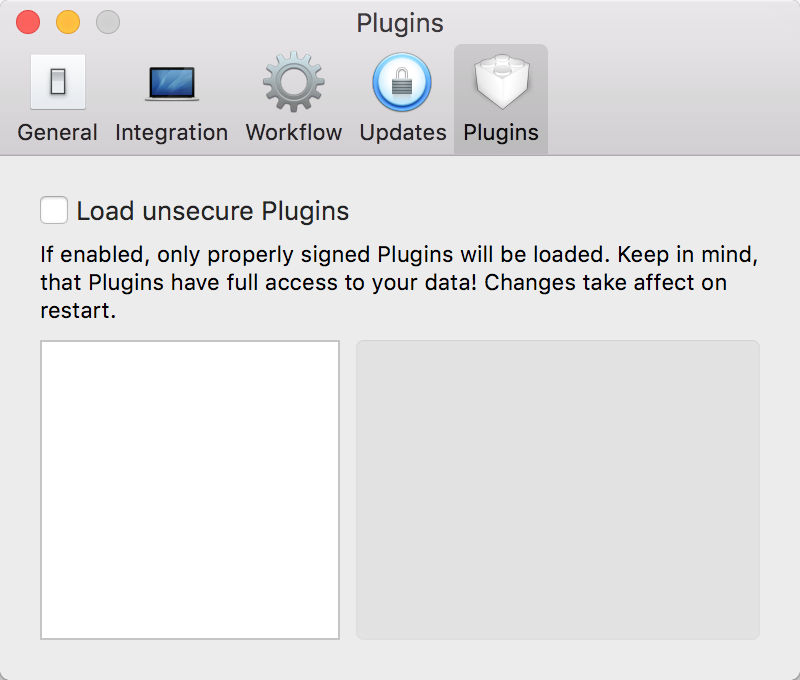 Plugins
General Integration Workflow Updates Plugins
Load unsecure Plugins
If enabled, only properly signed Plugins will be loaded. Keep in mind,
that Plugins have full access to your data! Changes take affect on
restart.